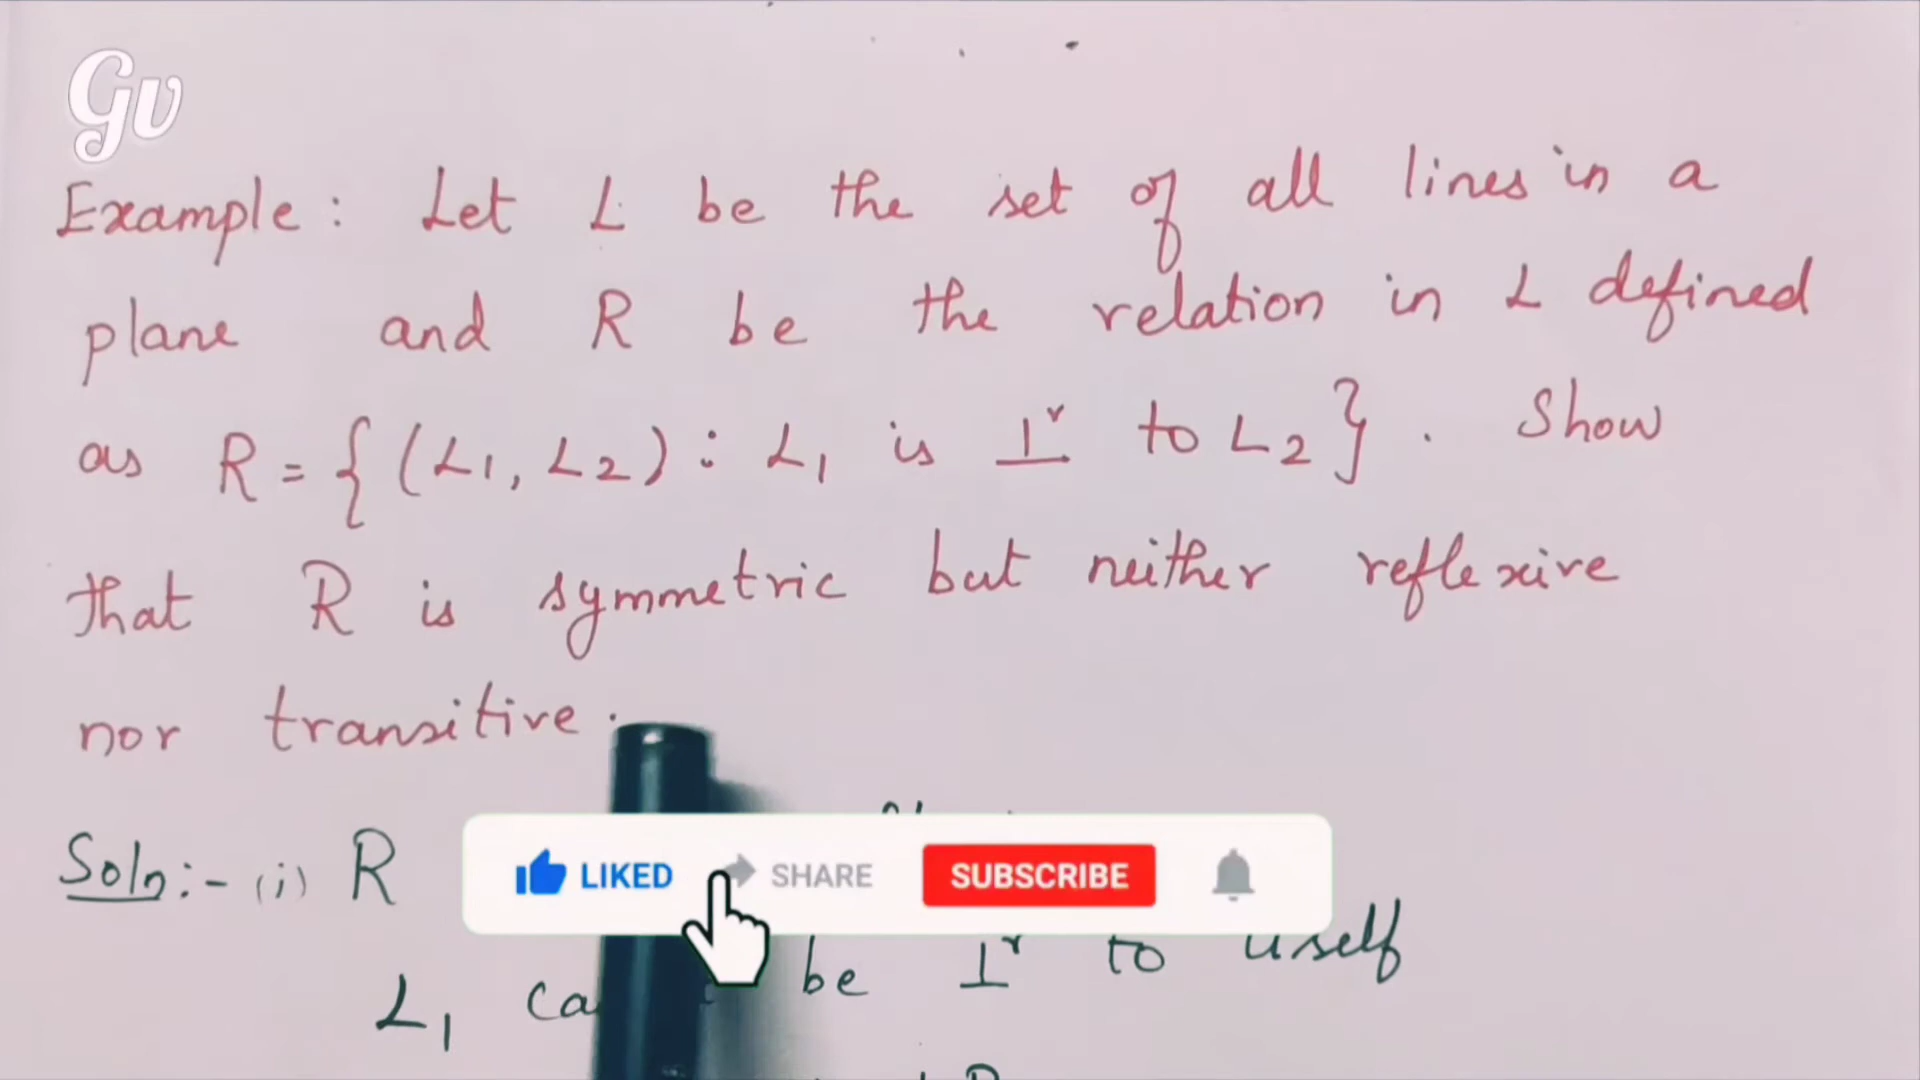 Gv
Example: Let L be the set of all lines in a
plane and R be the relation in L defined
as R = { (L1, L2) : L1 is ⊥r to L2 } . Show
that R is symmetric but neither reflexive
nor transitive.
Soln:- (i) R
LIKED SHARE SUBSCRIBE
L1 be ⊥r to itself
R